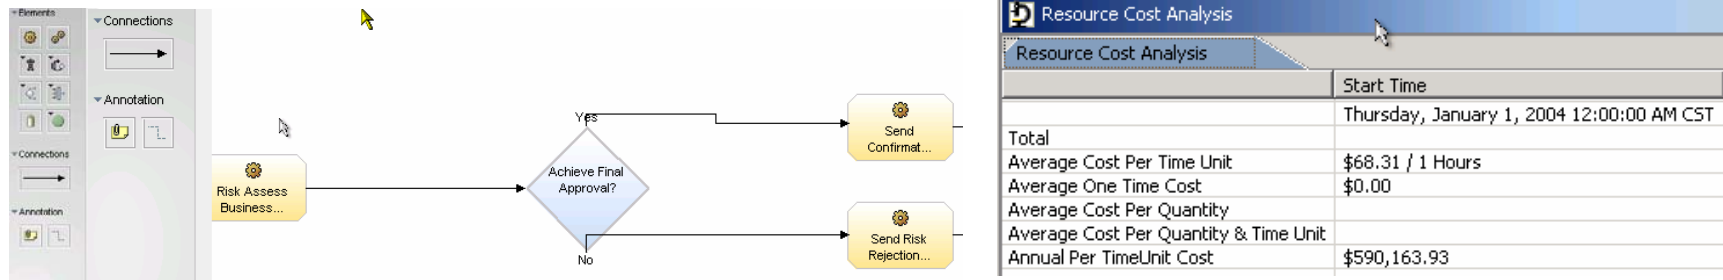 Elements
Connections
Annotation
Connections
Annotation
Risk Assess
Business...
Achieve Final
Approval?
Yes
No
Send
Confirmat...
Send Risk
Rejection...
Resource Cost Analysis
Resource Cost Analysis
Start Time
Thursday, January 1, 2004 12:00:00 AM CST
Total
Average Cost Per Time Unit $68.31 / 1 Hours
Average One Time Cost $0.00
Average Cost Per Quantity
Average Cost Per Quantity & Time Unit
Annual Per TimeUnit Cost $590,163.93